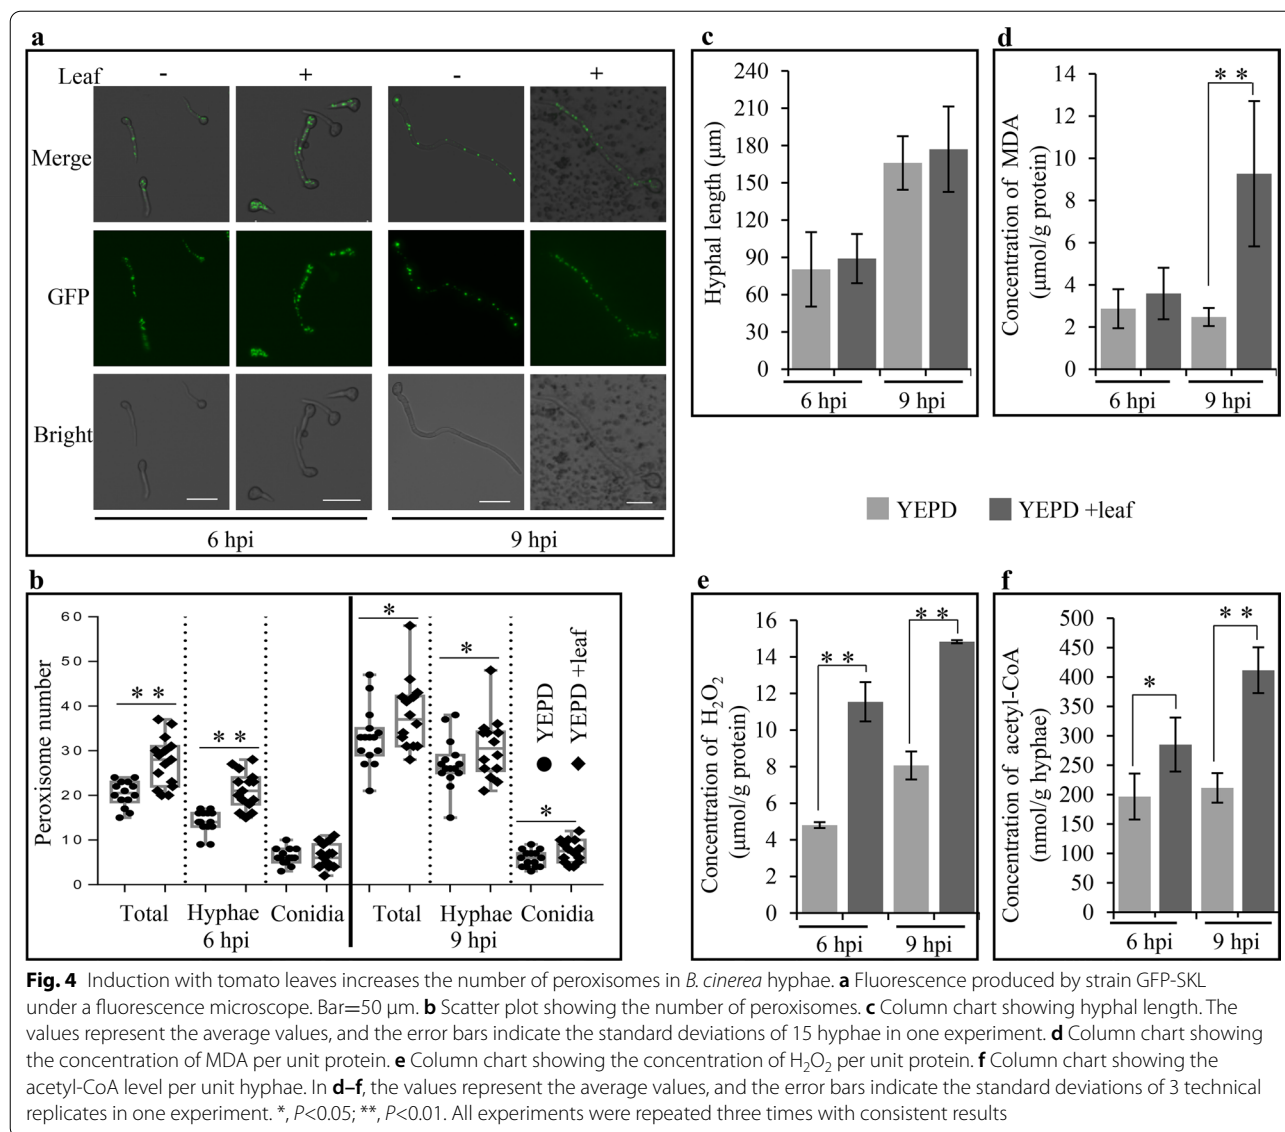 a
Leaf - + - +
Merge
GFP
Bright
6 hpi 9 hpi
b
Peroxisome number
60
50
40
30
20
10
0
* *
* *
*
*
*
YEPD
YEPD +leaf
Total Hyphae Conidia Total Hyphae Conidia
6 hpi 9 hpi
c
Hyphal length (μm)
240
210
180
150
120
90
60
30
0
6 hpi 9 hpi
d
Concentration of MDA
(μmol/g protein)
14
12
10
8
6
4
2
0
* *
6 hpi 9 hpi
YEPD YEPD +leaf
e
Concentration of H2O2
(μmol/g protein)
16
14
12
10
8
6
4
2
0
* *
* *
6 hpi 9 hpi
f
Concentration of acetyl-CoA
(nmol/g hyphae)
500
450
400
350
300
250
200
150
100
50
0
*
* *
6 hpi 9 hpi
Fig. 4 Induction with tomato leaves increases the number of peroxisomes in B. cinerea hyphae. a Fluorescence produced by strain GFP-SKL
under a fluorescence microscope. Bar=50 μm. b Scatter plot showing the number of peroxisomes. c Column chart showing hyphal length. The
values represent the average values, and the error bars indicate the standard deviations of 15 hyphae in one experiment. d Column chart showing
the concentration of MDA per unit protein. e Column chart showing the concentration of H2O2 per unit protein. f Column chart showing the
acetyl-CoA level per unit hyphae. In d–f, the values represent the average values, and the error bars indicate the standard deviations of 3 technical
replicates in one experiment. *, P<0.05; **, P<0.01. All experiments were repeated three times with consistent results